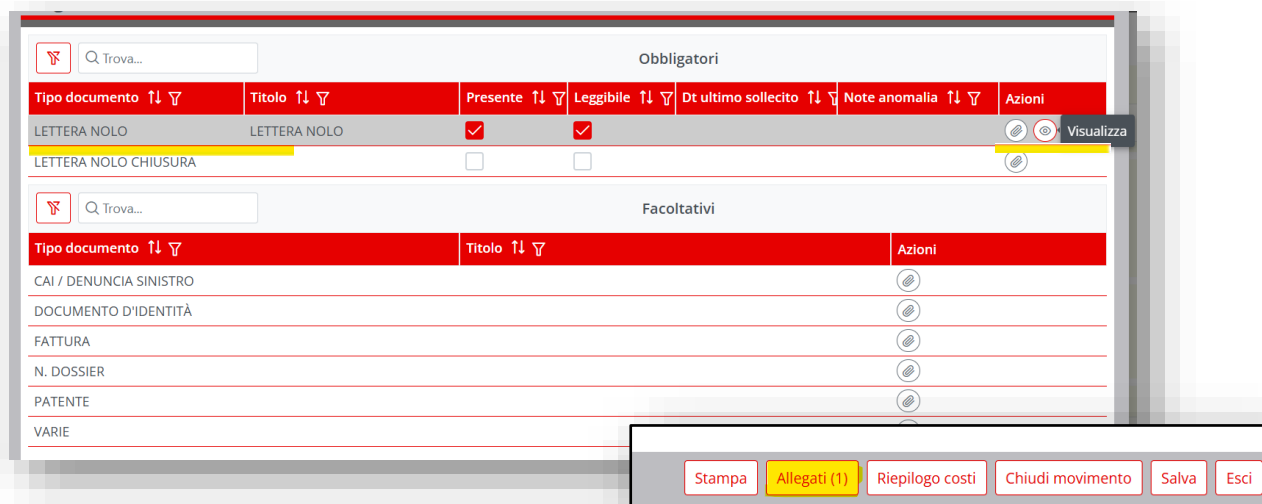 Trova...
Obbligatori
Tipo documento Titolo Presente Leggibile Dt ultimo sollecito Note anomalia Azioni
LETTERA NOLO LETTERA NOLO Visualizza
LETTERA NOLO CHIUSURA
Trova...
Facoltativi
Tipo documento Titolo Azioni
CAI / DENUNCIA SINISTRO
DOCUMENTO D'IDENTITÀ
FATTURA
N. DOSSIER
PATENTE
VARIE
Stampa Allegati (1) Riepilogo costi Chiudi movimento Salva Esci